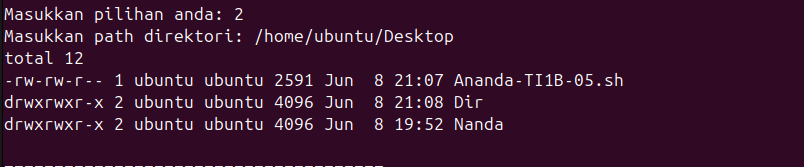 Masukkan pilihan anda: 2
Masukkan path direktori: /home/ubuntu/Desktop
total 12
-rw-rw-r-- 1 ubuntu ubuntu 2591 Jun  8 21:07 Ananda-TI1B-05.sh
drwxrwxr-x 2 ubuntu ubuntu 4096 Jun  8 21:08 Dir
drwxrwxr-x 2 ubuntu ubuntu 4096 Jun  8 19:52 Nanda